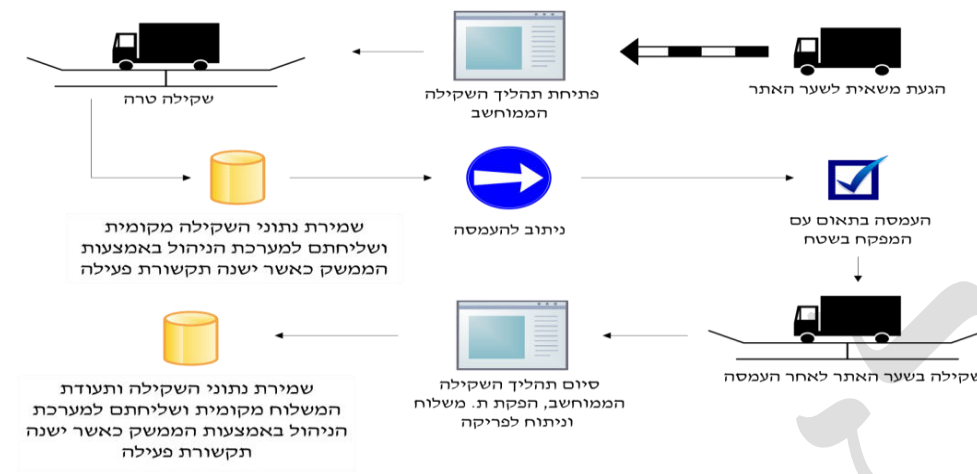 הגעת משאית לשער האתר
פתיחת תהליך השקילה
הממוחשב
שקילה טרה
שמירת נתוני השקילה מקומית
ושליחתם למערכת הניהול באמצעות
הממשק כאשר ישנה תקשורת פעילה
ניתוב להעמסה
העמסה בתאום עם
המפקח בשטח
שקילה בשער האתר לאחר העמסה
סיום תהליך השקילה
הממוחשב, הפקת ת. משלוח
וניתוח לפריקה
שמירת נתוני השקילה ותעודת
המשלוח מקומית ושליחתם למערכת
הניהול באמצעות הממשק כאשר ישנה
תקשורת פעילה